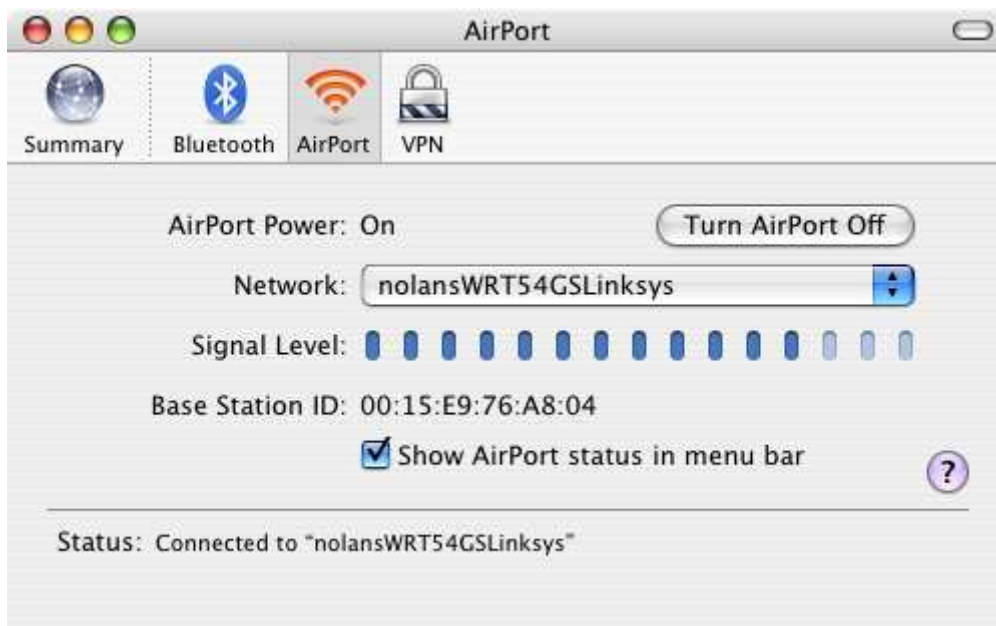 AirPort
Summary Bluetooth AirPort VPN
AirPort Power: On Turn AirPort Off
Network: nolansWRT54GSLinksys
Signal Level:
Base Station ID: 00:15:E9:76:A8:04
Show AirPort status in menu bar
?
Status: Connected to “nolansWRT54GSLinksys”